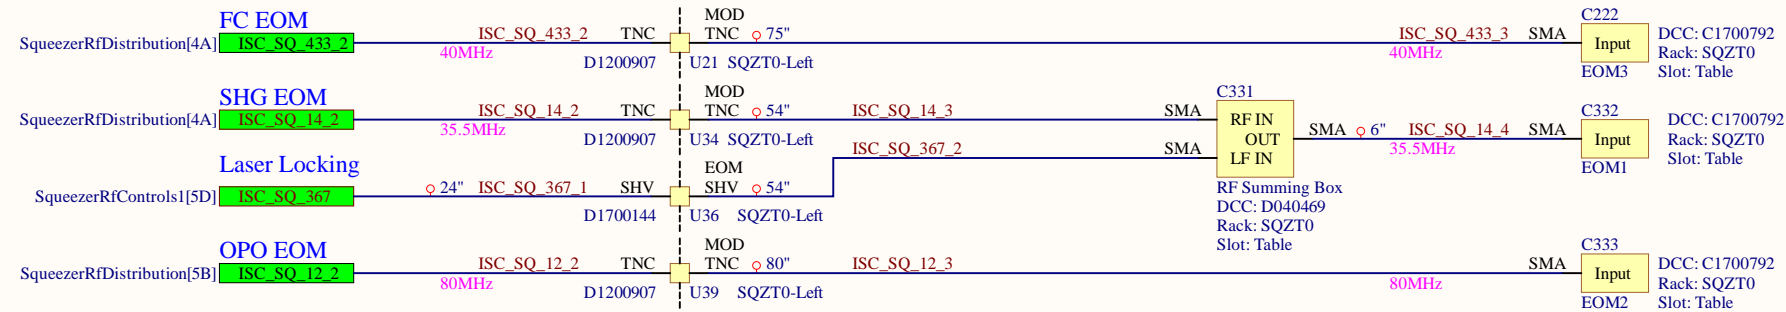 FC EOM
SqueezerRfDistribution[4A] ISC_SQ_433_2 ISC_SQ_433_2 TNC MOD TNC 75" ISC_SQ_433_3 SMA C222 Input DCC: C1700792
40MHz D1200907 U21 SQZT0-Left 40MHz EOM3 Rack: SQZT0
Slot: Table
SHG EOM
SqueezerRfDistribution[4A] ISC_SQ_14_2 ISC_SQ_14_2 TNC MOD TNC 54" ISC_SQ_14_3 SMA C331 RF IN
35.5MHz D1200907 U34 SQZT0-Left
OUT SMA 6" ISC_SQ_14_4 SMA C332 Input DCC: C1700792
35.5MHz EOM1 Rack: SQZT0
Slot: Table
Laser Locking
ISC_SQ_367_2 SMA LF IN
SqueezerRfControls1[5D] ISC_SQ_367 24" ISC_SQ_367_1 SHV EOM SHV 54"
D1700144 U36 SQZT0-Left
RF Summing Box
DCC: D040469
Rack: SQZT0
Slot: Table
OPO EOM
SqueezerRfDistribution[5B] ISC_SQ_12_2 ISC_SQ_12_2 TNC MOD TNC 80" ISC_SQ_12_3 SMA C333 Input DCC: C1700792
80MHz D1200907 U39 SQZT0-Left 80MHz EOM2 Rack: SQZT0
Slot: Table